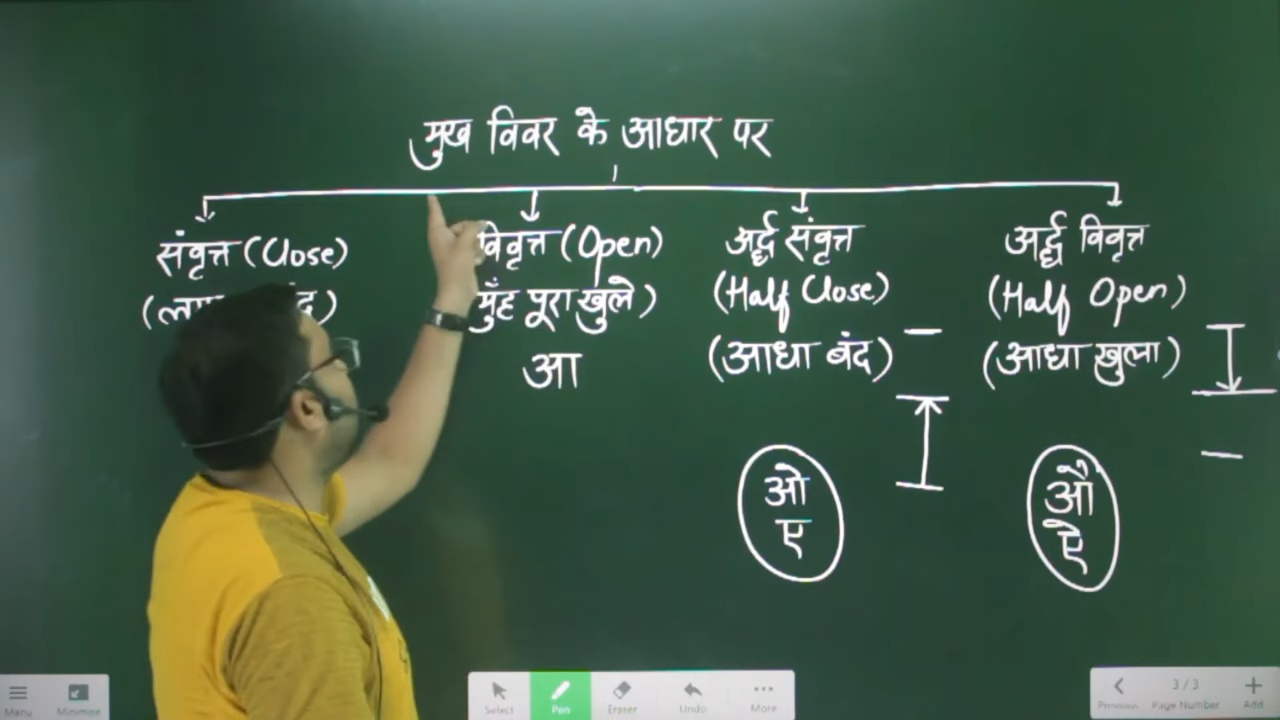 मुख विवर के आधार पर
संवृत्त (Close)
विवृत्त (Open)
मुँह पूरा खुले)
आ
अर्द्ध संवृत्त
(Half Close)
(आधा बंद)
ओ
ए
अर्द्ध विवृत्त
(Half Open)
(आधा खुला)
औ
ऐ
Menu
Minimize
Select
Pen
Eraser
Undo
More
Previous
3/3
Page Number
Add